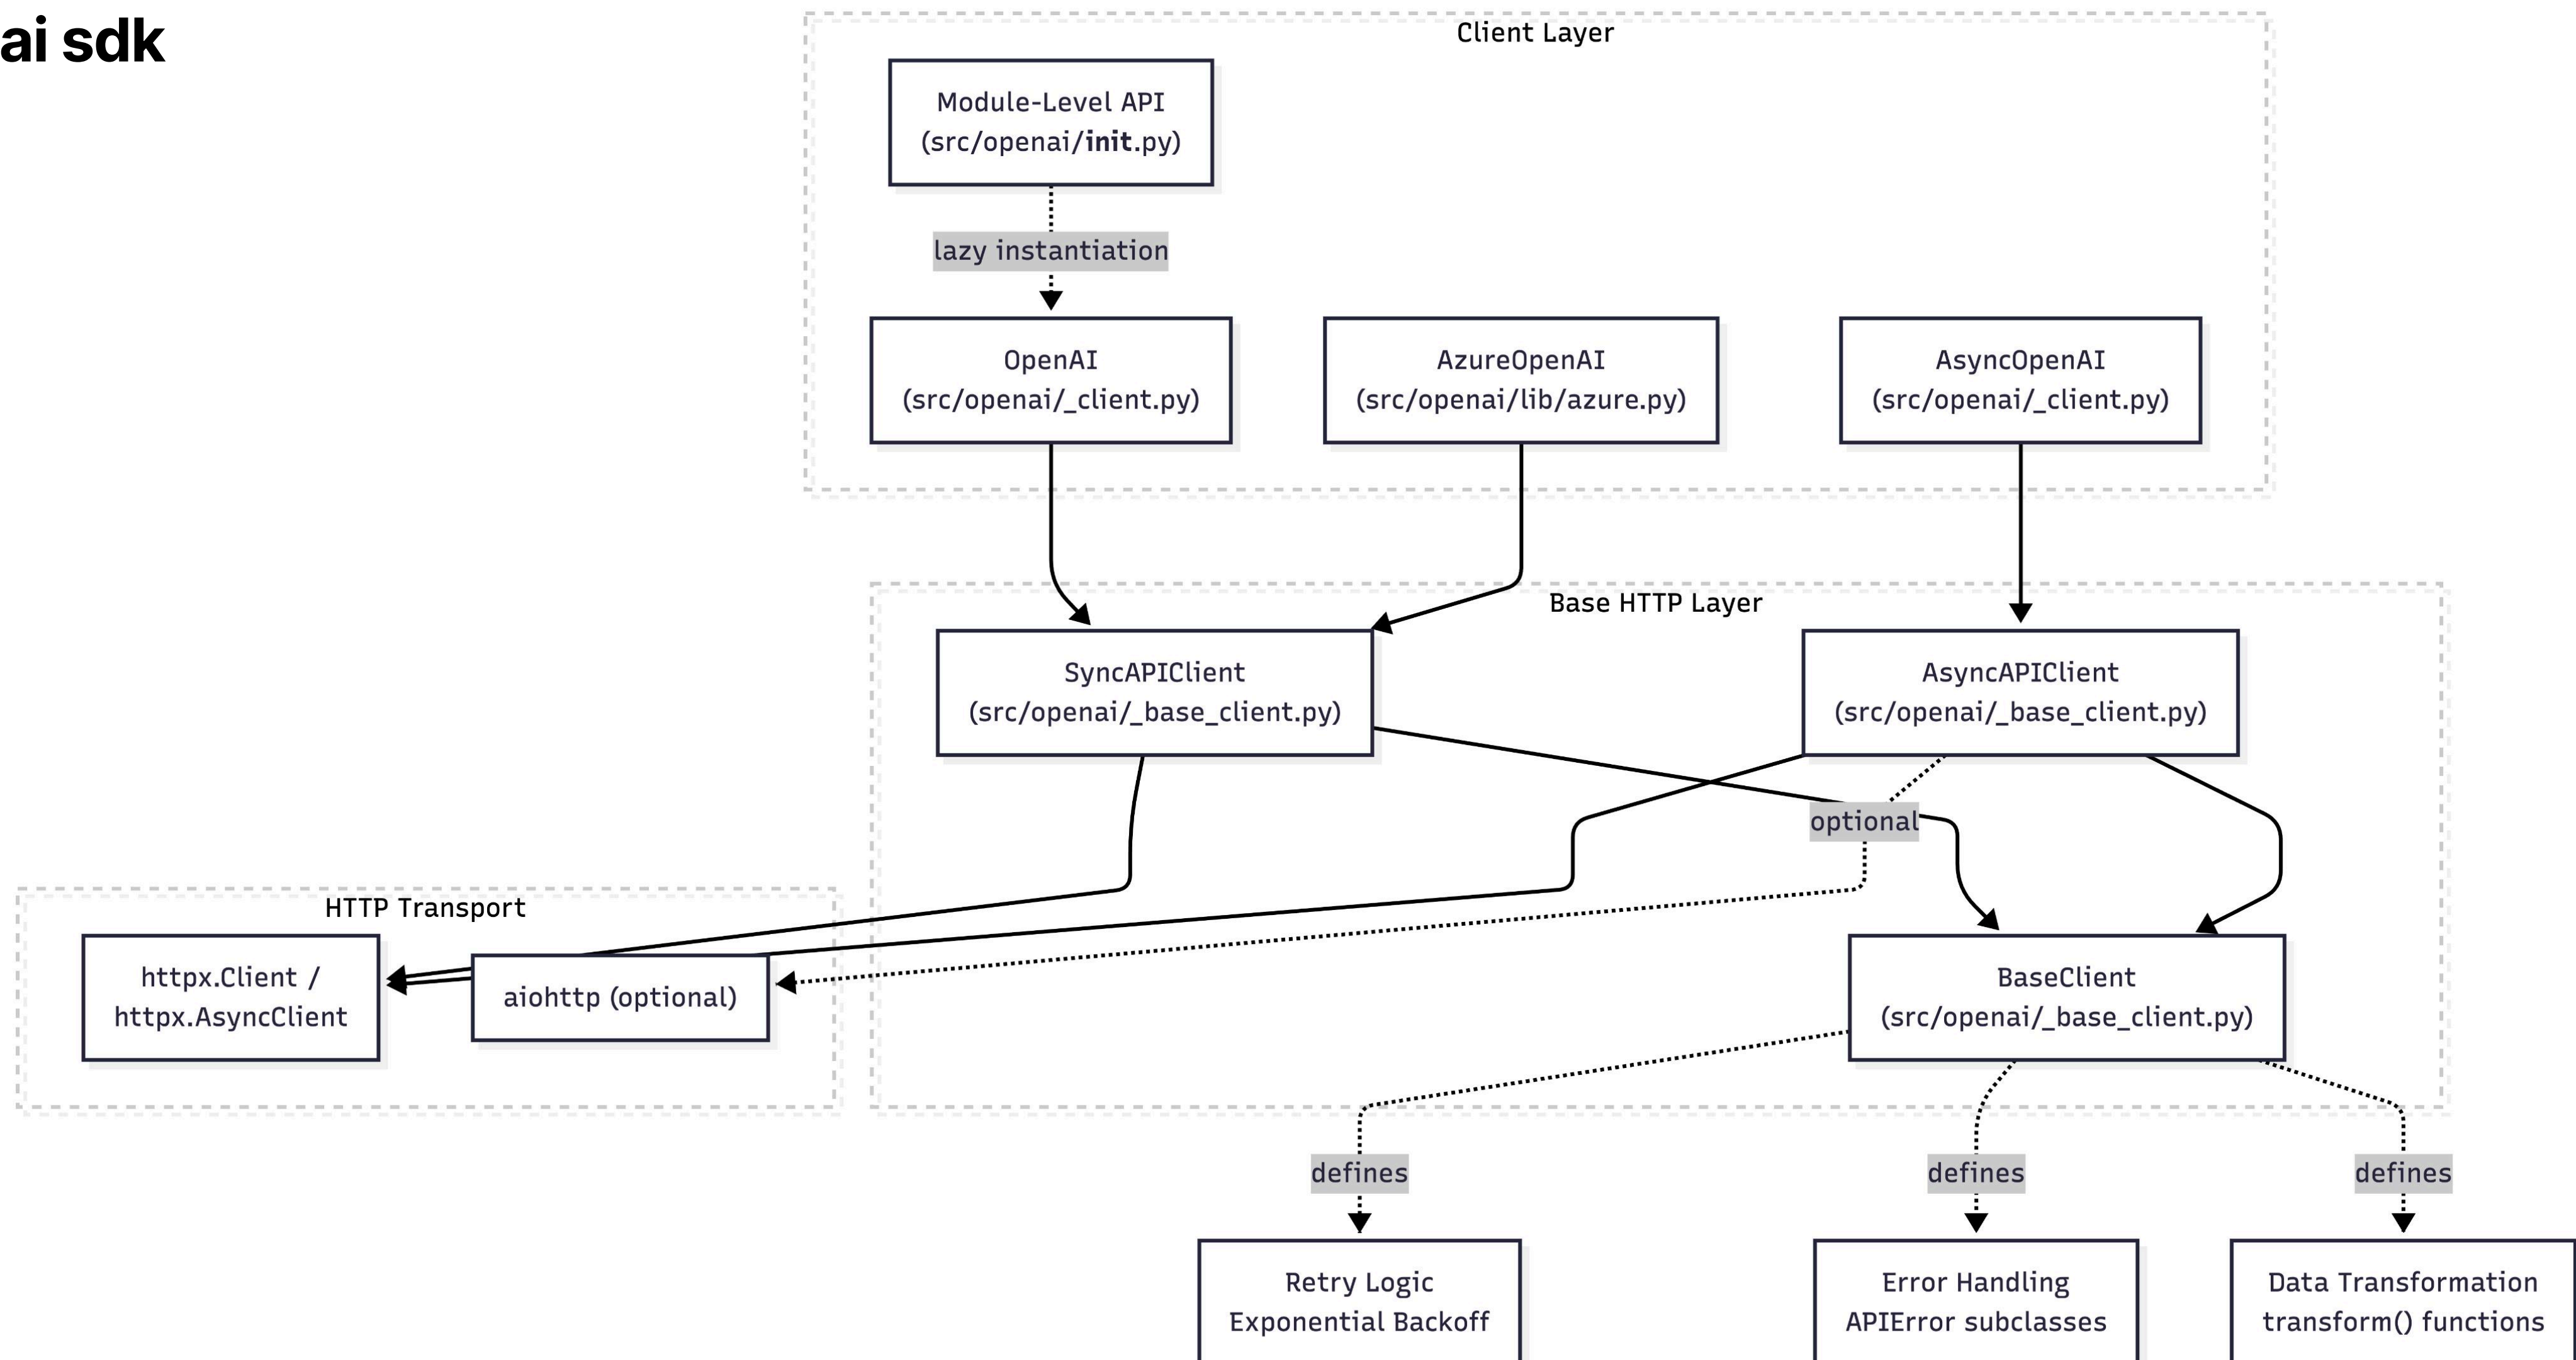 ai sdk
Client Layer
Module-Level API
(src/openai/init.py)
lazy instantiation
OpenAI
(src/openai/_client.py)
AzureOpenAI
(src/openai/lib/azure.py)
AsyncOpenAI
(src/openai/_client.py)
Base HTTP Layer
SyncAPIClient
(src/openai/_base_client.py)
AsyncAPIClient
(src/openai/_base_client.py)
optional
HTTP Transport
httpx.Client /
httpx.AsyncClient
aiohttp (optional)
BaseClient
(src/openai/_base_client.py)
defines
defines
defines
Retry Logic
Exponential Backoff
Error Handling
APIError subclasses
Data Transformation
transform() functions